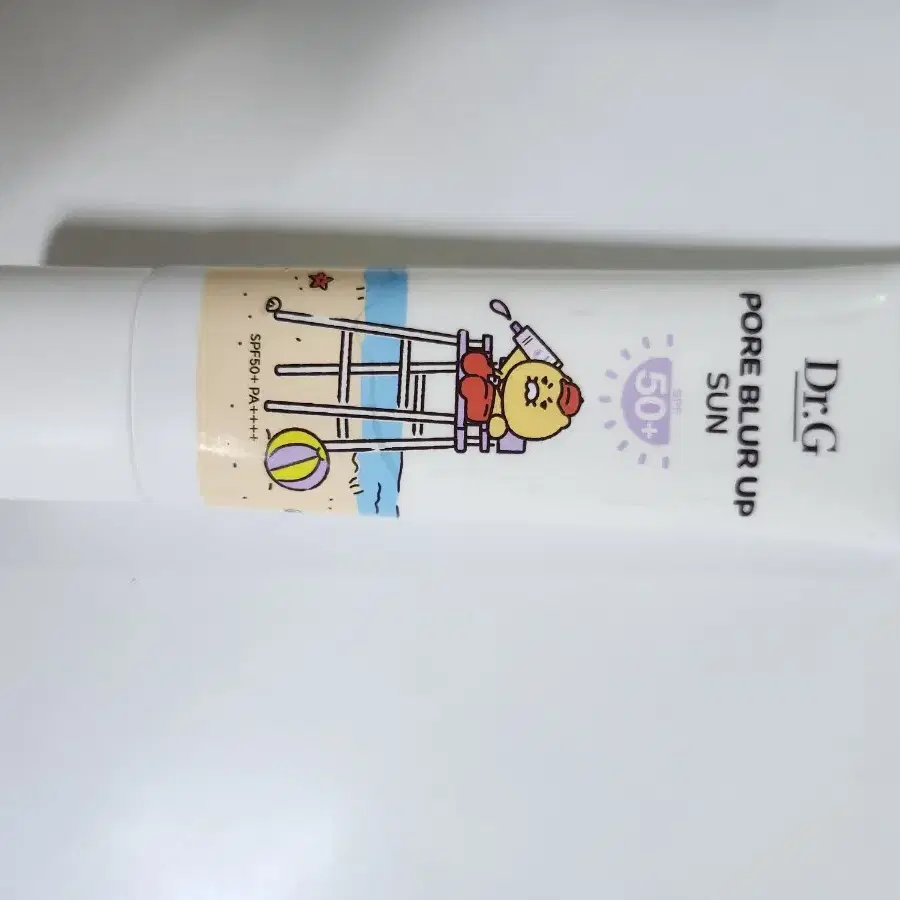 Dr.G
PORE BLUR UP
SUN
SPF
50+
SPF50+ PA++++